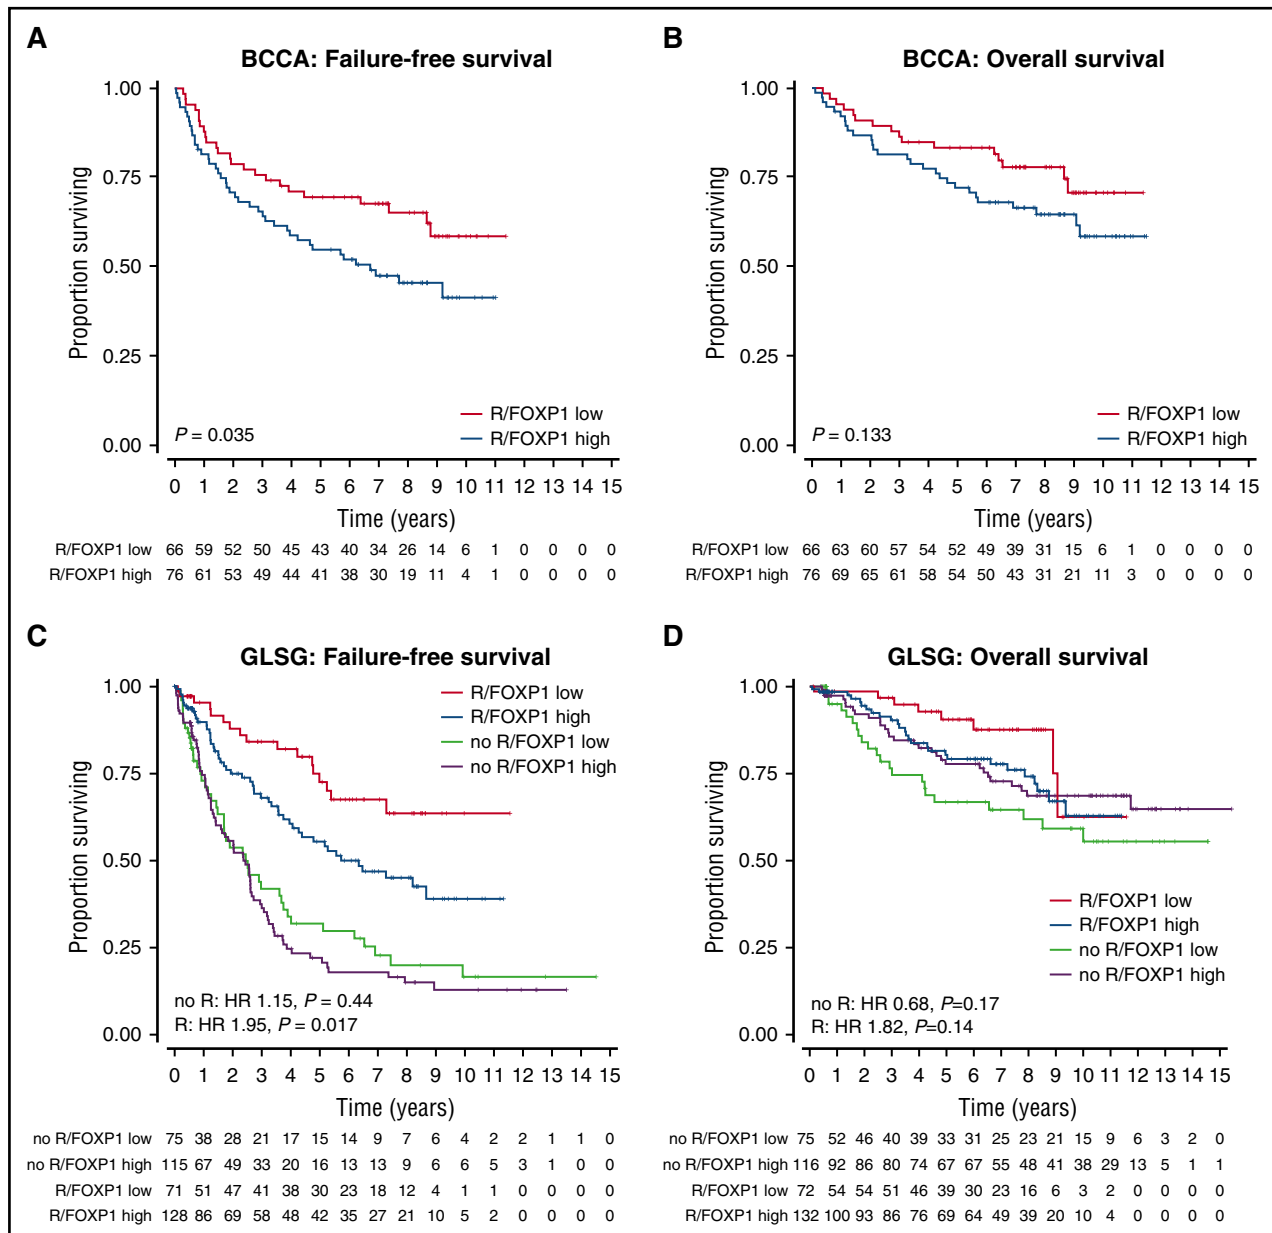 A
BCCA: Failure-free survival
Proportion surviving
1.00
0.75
0.50
0.25
0.00
R/FOXP1 low
R/FOXP1 high
P = 0.035
0 1 2 3 4 5 6 7 8 9 10 11 12 13 14 15
Time (years)
R/FOXP1 low 66 59 52 50 45 43 40 34 26 14 6 1 0 0 0 0
R/FOXP1 high 76 61 53 49 44 41 38 30 19 11 4 1 0 0 0 0
B
BCCA: Overall survival
Proportion surviving
1.00
0.75
0.50
0.25
0.00
R/FOXP1 low
R/FOXP1 high
P = 0.133
0 1 2 3 4 5 6 7 8 9 10 11 12 13 14 15
Time (years)
R/FOXP1 low 66 63 60 57 54 52 49 39 31 15 6 1 0 0 0 0
R/FOXP1 high 76 69 65 61 58 54 50 43 31 21 11 3 0 0 0 0
C
GLSG: Failure-free survival
Proportion surviving
1.00
0.75
0.50
0.25
0.00
R/FOXP1 low
R/FOXP1 high
no R/FOXP1 low
no R/FOXP1 high
no R: HR 1.15, P = 0.44
R: HR 1.95, P = 0.017
0 1 2 3 4 5 6 7 8 9 10 11 12 13 14 15
Time (years)
no R/FOXP1 low 75 38 28 21 17 15 14 9 7 6 4 2 2 1 1 0
no R/FOXP1 high 115 67 49 33 20 16 13 13 9 6 6 5 3 1 0 0
R/FOXP1 low 71 51 47 41 38 30 23 18 12 4 1 1 0 0 0 0
R/FOXP1 high 128 86 69 58 48 42 35 27 21 10 5 2 0 0 0 0
D
GLSG: Overall survival
Proportion surviving
1.00
0.75
0.50
0.25
0.00
R/FOXP1 low
R/FOXP1 high
no R/FOXP1 low
no R/FOXP1 high
no R: HR 0.68, P=0.17
R: HR 1.82, P=0.14
0 1 2 3 4 5 6 7 8 9 10 11 12 13 14 15
Time (years)
no R/FOXP1 low 75 52 46 40 39 33 31 25 23 21 15 9 6 3 2 0
no R/FOXP1 high 116 92 86 80 74 67 67 55 48 41 38 29 13 5 1 1
R/FOXP1 low 72 54 54 51 46 39 30 23 16 6 3 2 0 0 0 0
R/FOXP1 high 132 100 93 86 76 69 64 49 39 20 10 4 0 0 0 0